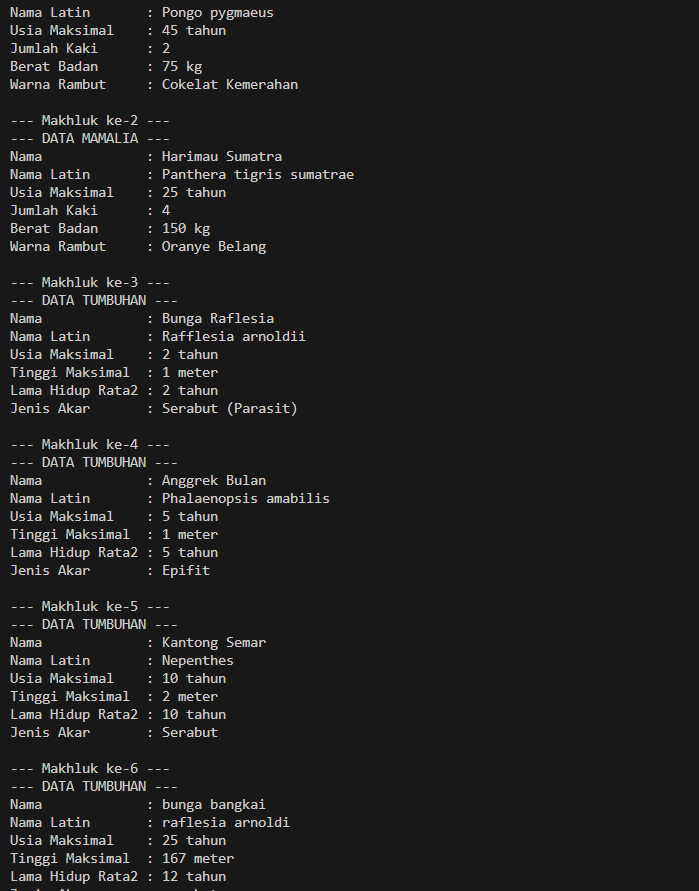 Nama Latin       : Pongo pygmaeus
Usia Maksimal    : 45 tahun
Jumlah Kaki      : 2
Berat Badan      : 75 kg
Warna Rambut     : Cokelat Kemerahan

--- Makhluk ke-2 ---
--- DATA MAMALIA ---
Nama             : Harimau Sumatra
Nama Latin       : Panthera tigris sumatrae
Usia Maksimal    : 25 tahun
Jumlah Kaki      : 4
Berat Badan      : 150 kg
Warna Rambut     : Oranye Belang

--- Makhluk ke-3 ---
--- DATA TUMBUHAN ---
Nama             : Bunga Raflesia
Nama Latin       : Rafflesia arnoldii
Usia Maksimal    : 2 tahun
Tinggi Maksimal  : 1 meter
Lama Hidup Rata2 : 2 tahun
Jenis Akar       : Serabut (Parasit)

--- Makhluk ke-4 ---
--- DATA TUMBUHAN ---
Nama             : Anggrek Bulan
Nama Latin       : Phalaenopsis amabilis
Usia Maksimal    : 5 tahun
Tinggi Maksimal  : 1 meter
Lama Hidup Rata2 : 5 tahun
Jenis Akar       : Epifit

--- Makhluk ke-5 ---
--- DATA TUMBUHAN ---
Nama             : Kantong Semar
Nama Latin       : Nepenthes
Usia Maksimal    : 10 tahun
Tinggi Maksimal  : 2 meter
Lama Hidup Rata2 : 10 tahun
Jenis Akar       : Serabut

--- Makhluk ke-6 ---
--- DATA TUMBUHAN ---
Nama             : bunga bangkai
Nama Latin       : raflesia arnoldi
Usia Maksimal    : 25 tahun
Tinggi Maksimal  : 167 meter
Lama Hidup Rata2 : 12 tahun